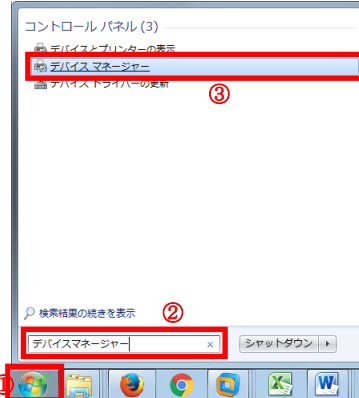 コントロール パネル (3)
デバイスとプリンターの表示
デバイス マネージャー
デバイス ドライバーの更新
③
検索結果の続きを表示
②
デバイスマネージャー
×
シャットダウン
①